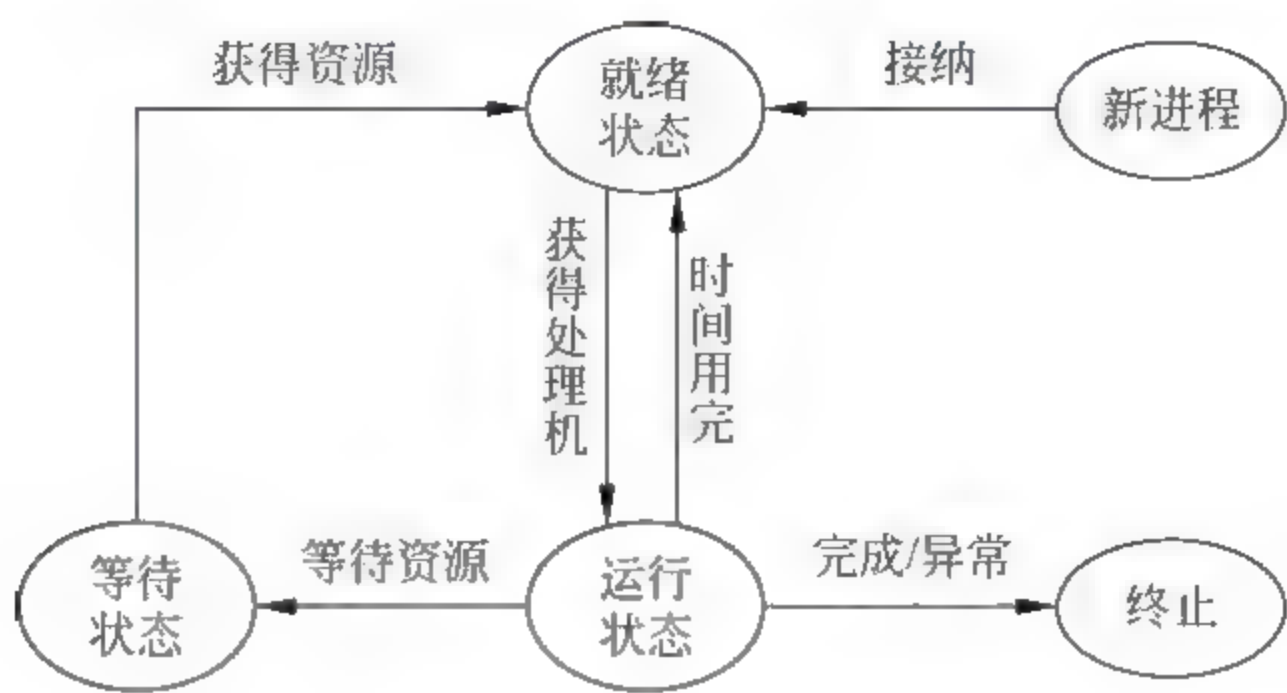 获得资源
就绪
状态
接纳
新进程
获得处理机
时间用完
等待
状态
等待资源
运行
状态
完成/异常
终止